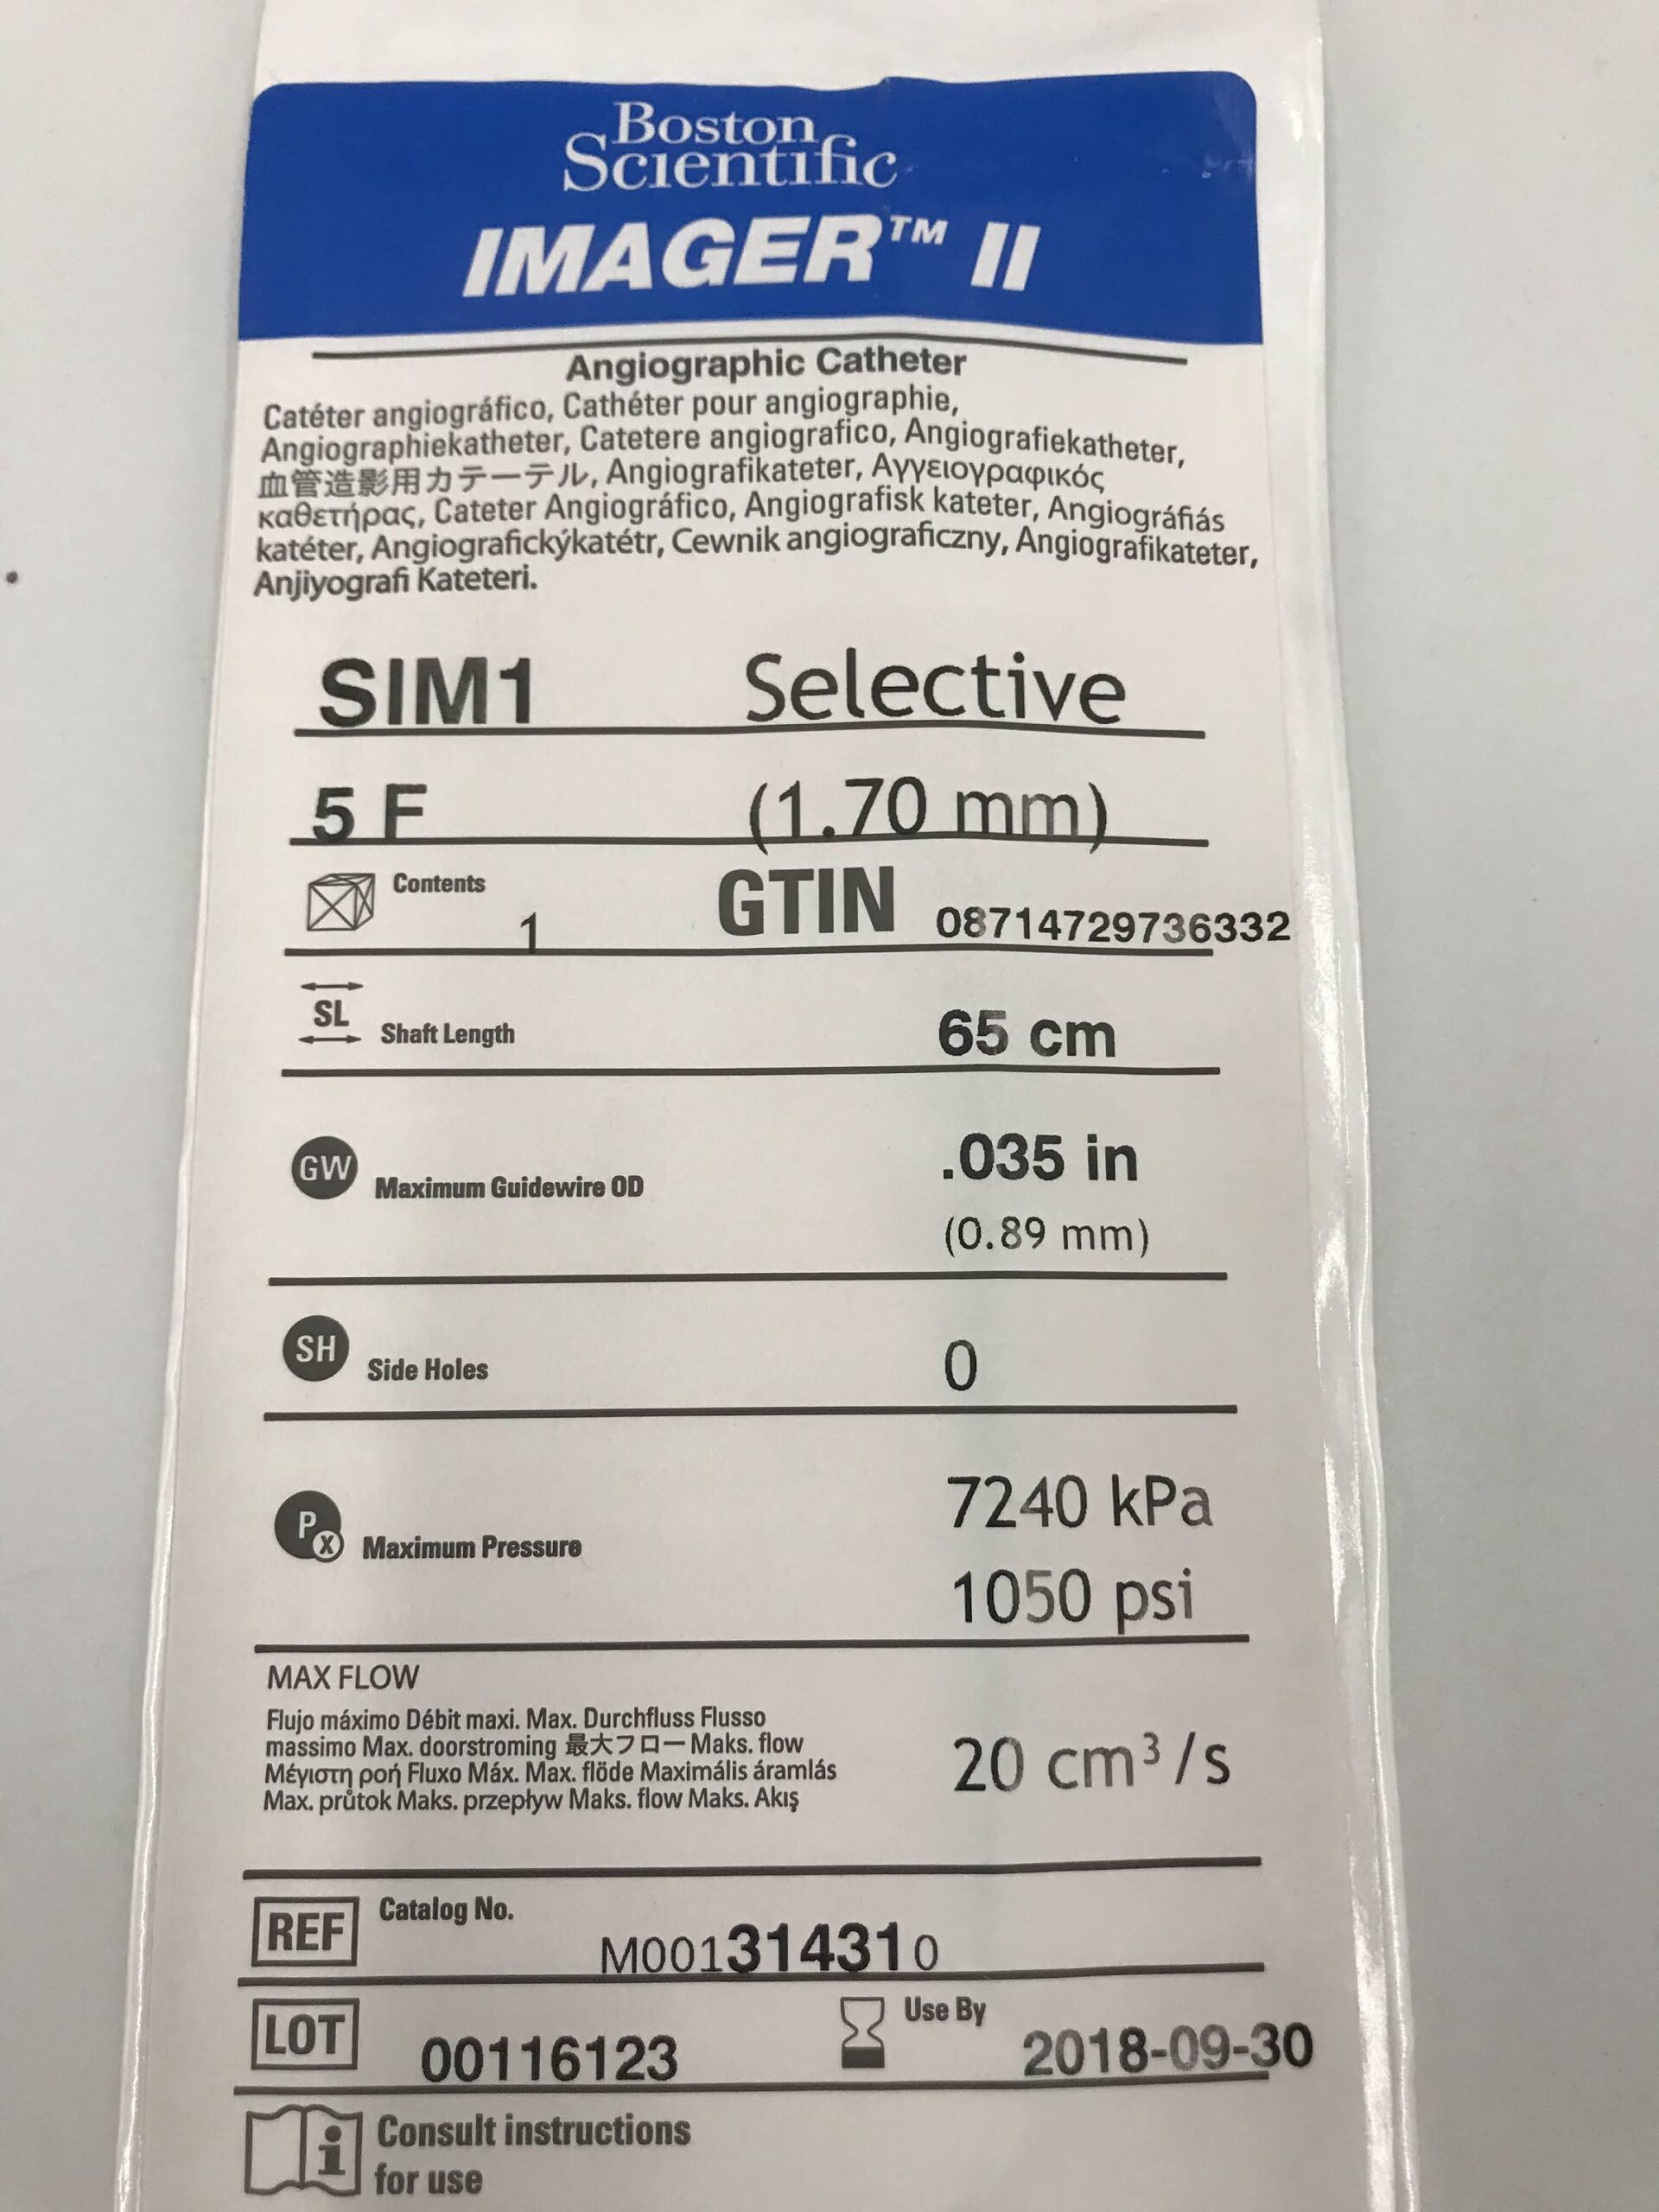 Boston
Scientific
IMAGER™ II
Angiographic Catheter
Catéter angiográfico, Cathéter pour angiographie,
Angiographiekatheter, Catetere angiografico, Angiografiekatheter,
血管造影用カテーテル, Angiografikateter, Αγγειογραφικός
καθετήρας, Cateter Angiográfico, Angiografisk kateter, Angiográfiás
katéter, Angiografickýkatétr, Cewnik angiograficzny, Angiografikateter,
Anjiyografi Kateteri.
SIM1 Selective
5 F (1.70 mm)
Contents 1 GTIN 08714729736332
SL Shaft Length 65 cm
GW Maximum Guidewire OD .035 in
(0.89 mm)
SH Side Holes 0
7240 kPa
PX Maximum Pressure
1050 psi
MAX FLOW
Flujo máximo Débit maxi. Max. Durchfluss Flusso
massimo Max. doorstroming 最大フロー Maks. flow
Μέγιστη ροή Fluxo Máx. Max. flöde Maximális áramlás
Max. průtok Maks. przepływ Maks. flow Maks. Akış
20 cm³/s
REF Catalog No. M001314310
LOT 00116123 Use By 2018-09-30
i Consult instructions
for use